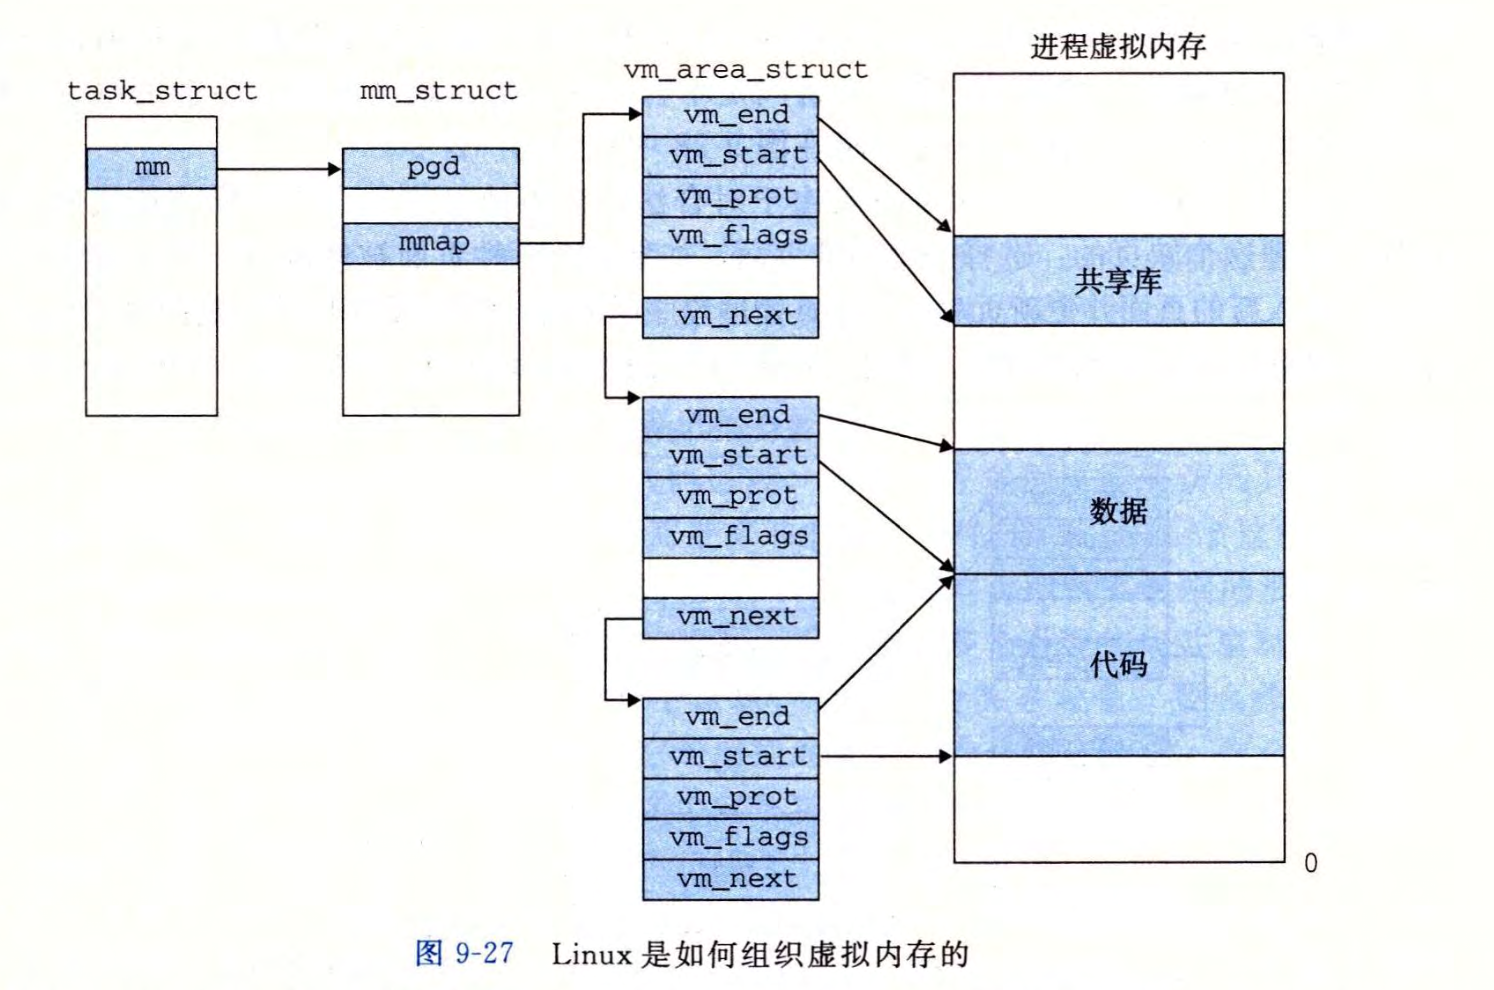 进程虚拟内存
task_struct
mm_struct
vm_area_struct
mm
pgd
mmap
vm_end
vm_start
vm_prot
vm_flags
vm_next
共享库
vm_end
vm_start
vm_prot
vm_flags
vm_next
数据
代码
vm_end
vm_start
vm_prot
vm_flags
vm_next
0
图 9-27 Linux 是如何组织虚拟内存的